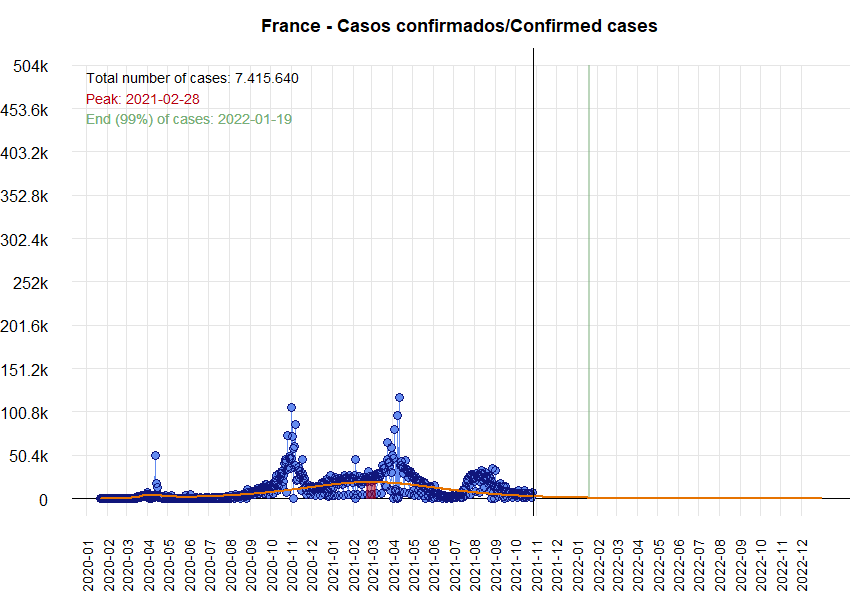 France - Casos confirmados/Confirmed cases
Total number of cases: 7.415.640
Peak: 2021-02-28
End (99%) of cases: 2022-01-19
504k
453.6k
403.2k
352.8k
302.4k
252k
201.6k
151.2k
100.8k
50.4k
0
2020-01
2020-02
2020-03
2020-04
2020-05
2020-06
2020-07
2020-08
2020-09
2020-10
2020-11
2020-12
2021-01
2021-02
2021-03
2021-04
2021-05
2021-06
2021-07
2021-08
2021-09
2021-10
2021-11
2021-12
2022-01
2022-02
2022-03
2022-04
2022-05
2022-06
2022-07
2022-08
2022-09
2022-10
2022-11
2022-12